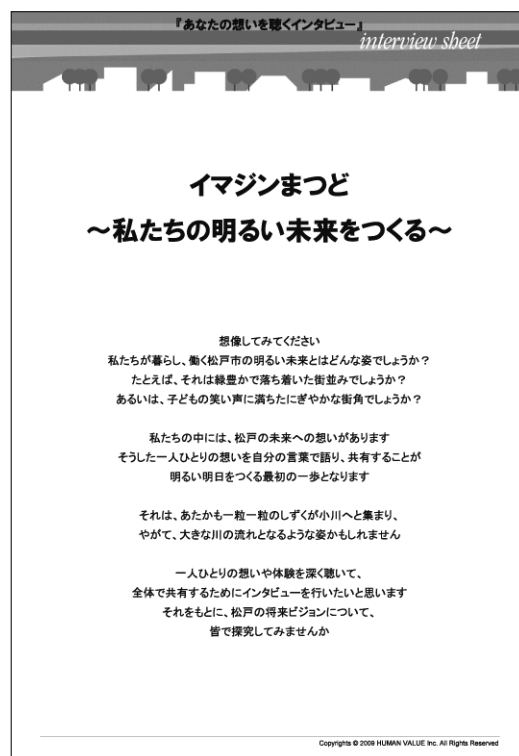 『あなたの想いを聴くインタビュー』
interview sheet
イマジンまつど
～私たちの明るい未来をつくる～
想像してみてください
私たちが暮らし、働く松戸市の明るい未来とはどんな姿でしょうか？
たとえば、それは緑豊かで落ち着いた街並みでしょうか？
あるいは、子どもの笑い声に満ちたにぎやかな街角でしょうか？
私たちの中には、松戸の未来への想いがあります
そうした一人ひとりの想いを自分の言葉で語り、共有することが
明るい明日をつくる最初の一歩となります
それは、あたかも一粒一粒のしずくが小川へと集まり、
やがて、大きな川の流れとなるような姿かもしれません
一人ひとりの想いや体験を深く聴いて、
全体で共有するためにインタビューを行いたいと思います
それをもとに、松戸の将来ビジョンについて、
皆で探究してみませんか
Copyrights © 2009 HUMAN VALUE Inc. All Rights Reserved